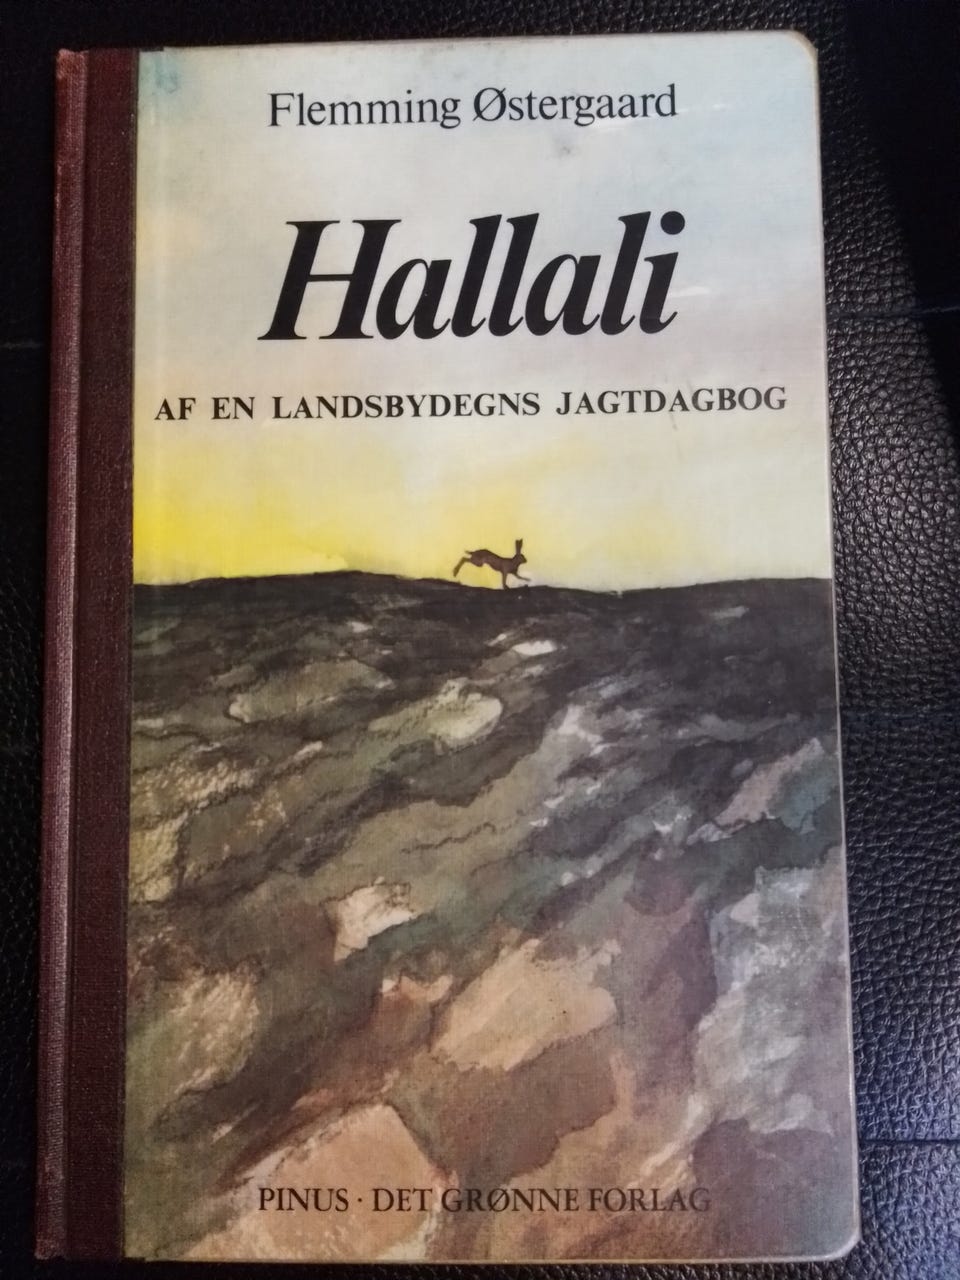 Flemming Østergaard
Hallali
AF EN LANDSBYDEGNS JAGTDAGBOG
PINUS · DET GRØNNE FORLAG